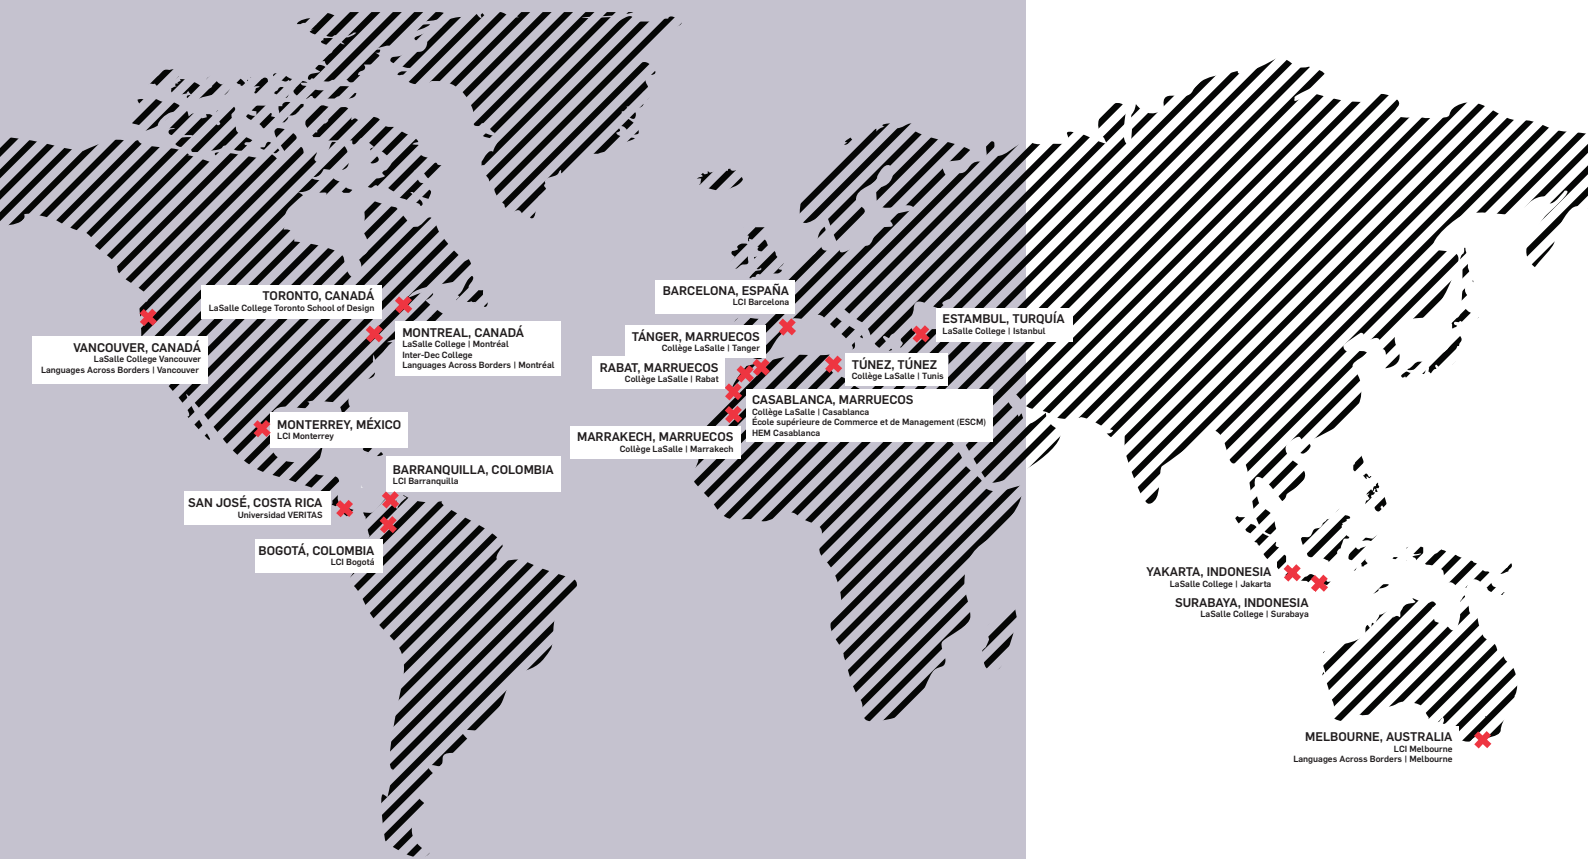 TORONTO, CANADÁ
LaSalle College Toronto School of Design
MONTREAL, CANADÁ
LaSalle College | Montréal
Inter-Dec College
Languages Across Borders | Montréal
VANCOUVER, CANADÁ
LaSalle College Vancouver
Languages Across Borders | Vancouver
MONTERREY, MÉXICO
LCI Monterrey
BARRANQUILLA, COLOMBIA
LCI Barranquilla
SAN JOSÉ, COSTA RICA
Universidad VERITAS
BOGOTÁ, COLOMBIA
LCI Bogotá
BARCELONA, ESPAÑA
LCI Barcelona
ESTAMBUL, TURQUÍA
LaSalle College | Istanbul
TÁNGER, MARRUECOS
Collège LaSalle | Tanger
RABAT, MARRUECOS
Collège LaSalle | Rabat
TÚNEZ, TÚNEZ
Collège LaSalle | Tunis
CASABLANCA, MARRUECOS
Collège LaSalle | Casablanca
École supérieure de Commerce et de Management (ESCM)
HEM Casablanca
MARRAKECH, MARRUECOS
Collège LaSalle | Marrakech
YAKARTA, INDONESIA
LaSalle College | Jakarta
SURABAYA, INDONESIA
LaSalle College | Surabaya
MELBOURNE, AUSTRALIA
LCI Melbourne
Languages Across Borders | Melbourne